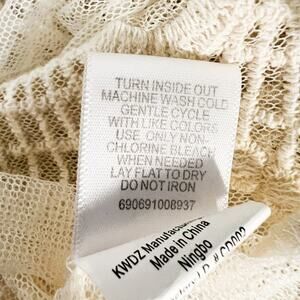 TURN INSIDE OUT
MACHINE WASH COLD
GENTLE CYCLE
WITH LIKE COLORS
USE ONLY NON
CHLORINE BLEACH
WHEN NEEDED
LAY FLAT TO DRY
DO NOT IRON
690691008937
KWDZ Manufactu
Made in China
Ningbo